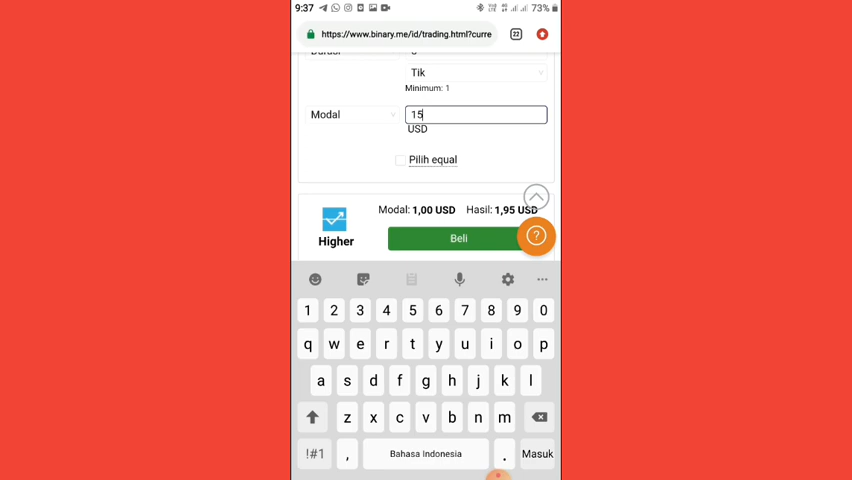 9:37 73%
https://www.binary.me/id/trading.html?curre 22
Tik
Minimum: 1
Modal 15
USD
Pilih equal
Modal: 1,00 USD Hasil: 1,95 USD
Higher Beli ?
1 2 3 4 5 6 7 8 9 0
q w e r t y u i o p
a s d f g h j k l
z x c v b n m
!#1 , Bahasa Indonesia . Masuk